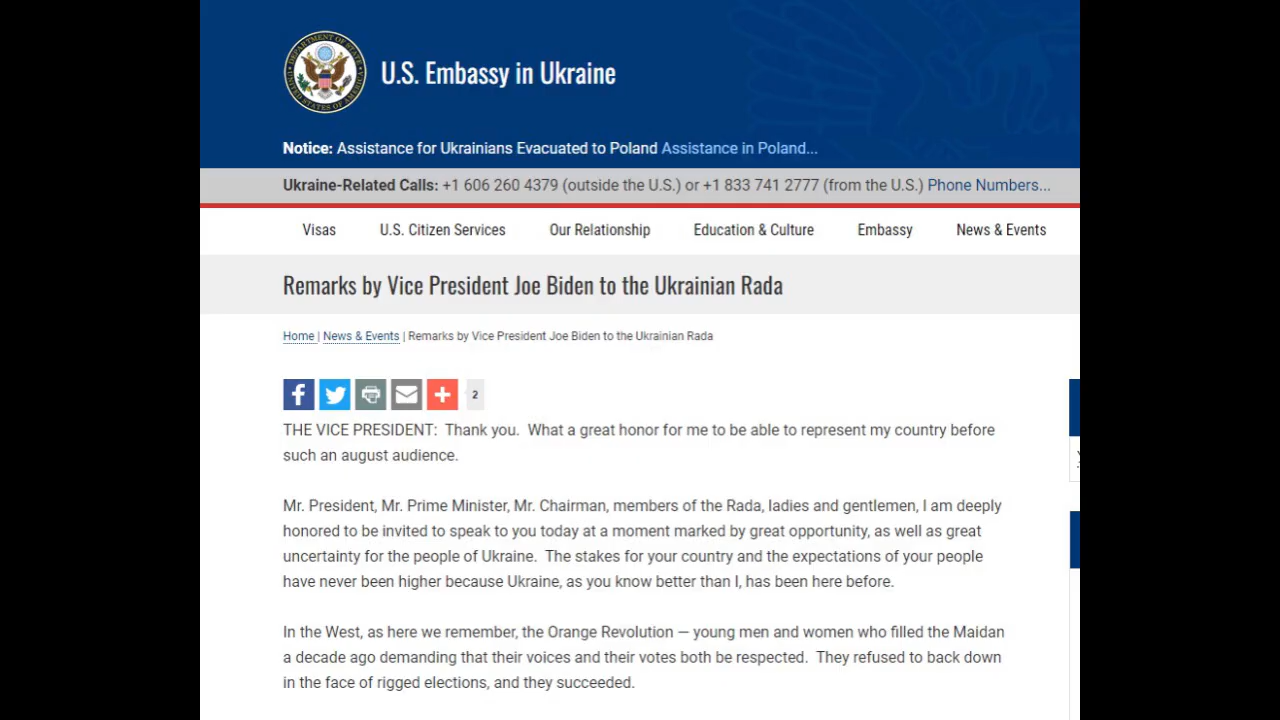 U.S. Embassy in Ukraine
Notice: Assistance for Ukrainians Evacuated to Poland Assistance in Poland...
Ukraine-Related Calls: +1 606 260 4379 (outside the U.S.) or +1 833 741 2777 (from the U.S.) Phone Numbers...
Visas U.S. Citizen Services Our Relationship Education & Culture Embassy News & Events
Remarks by Vice President Joe Biden to the Ukrainian Rada
Home | News & Events | Remarks by Vice President Joe Biden to the Ukrainian Rada
2
THE VICE PRESIDENT:  Thank you.  What a great honor for me to be able to represent my country before
such an august audience.
Mr. President, Mr. Prime Minister, Mr. Chairman, members of the Rada, ladies and gentlemen, I am deeply
honored to be invited to speak to you today at a moment marked by great opportunity, as well as great
uncertainty for the people of Ukraine.  The stakes for your country and the expectations of your people
have never been higher because Ukraine, as you know better than I, has been here before.
In the West, as here we remember, the Orange Revolution — young men and women who filled the Maidan
a decade ago demanding that their voices and their votes both be respected.  They refused to back down
in the face of rigged elections, and they succeeded.